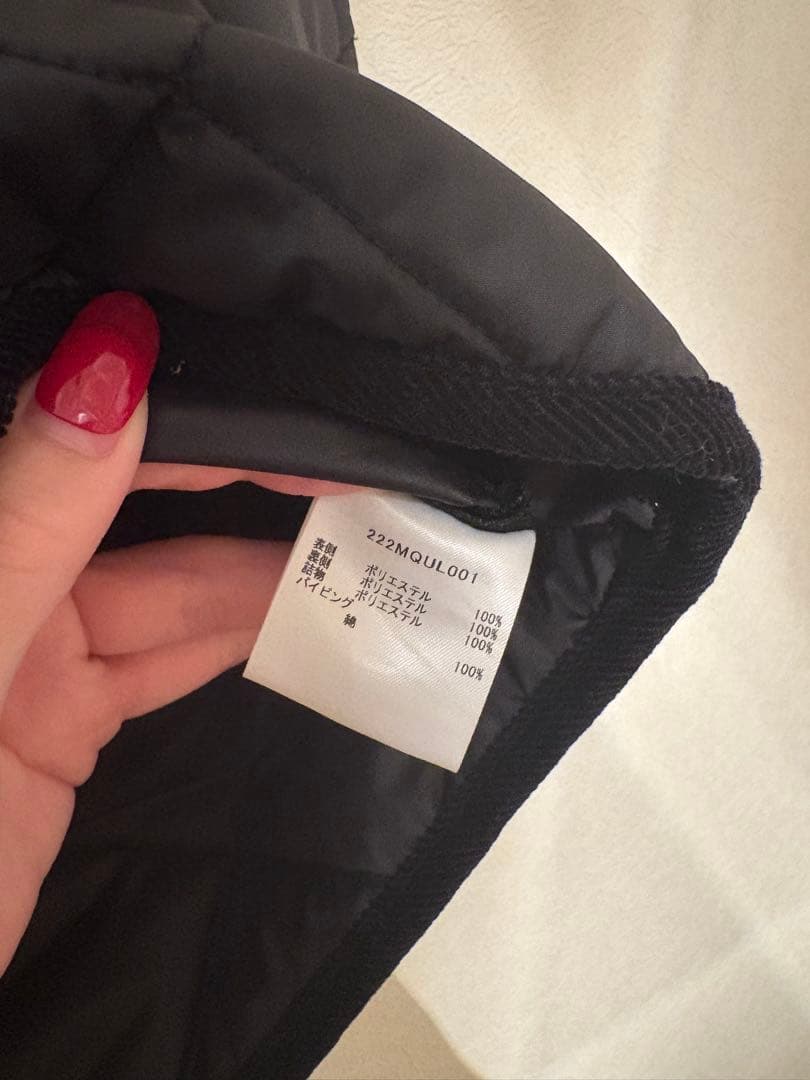 222MQUL001
表側 ポリエステル 100%
裏側 ポリエステル 100%
詰物 ポリエステル 100%
パイピング
綿 100%